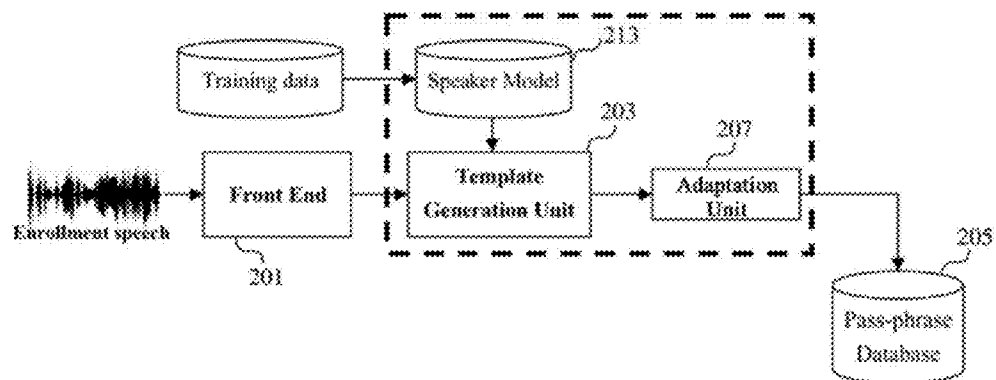 213
Training data
Speaker Model
203
207
Front End
Template
Generation Unit
Adaptation
Unit
Enrollment speech
201
205
Pass-phrase
Database